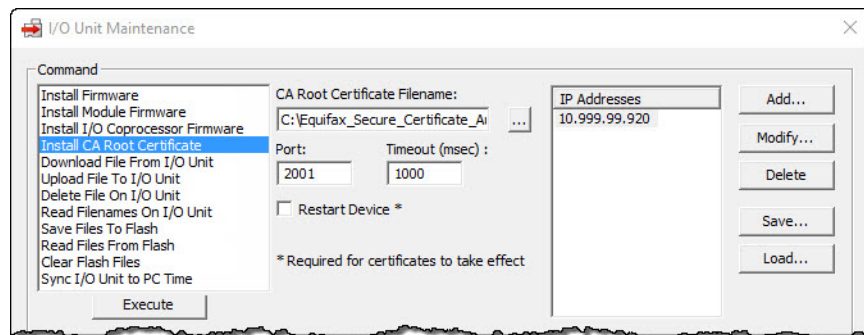 I/O Unit Maintenance
Command
Install Firmware
Install Module Firmware
Install I/O Coprocessor Firmware
Install CA Root Certificate
Download File From I/O Unit
Upload File To I/O Unit
Delete File On I/O Unit
Read Filenames On I/O Unit
Save Files To Flash
Read Files From Flash
Clear Flash Files
Sync I/O Unit to PC Time
Execute
CA Root Certificate Filename:
C:\Equifax_Secure_Certificate_Au
...
Port: Timeout (msec) :
2001 1000
Restart Device *
* Required for certificates to take effect
IP Addresses
10.999.99.920
Add...
Modify...
Delete
Save...
Load...